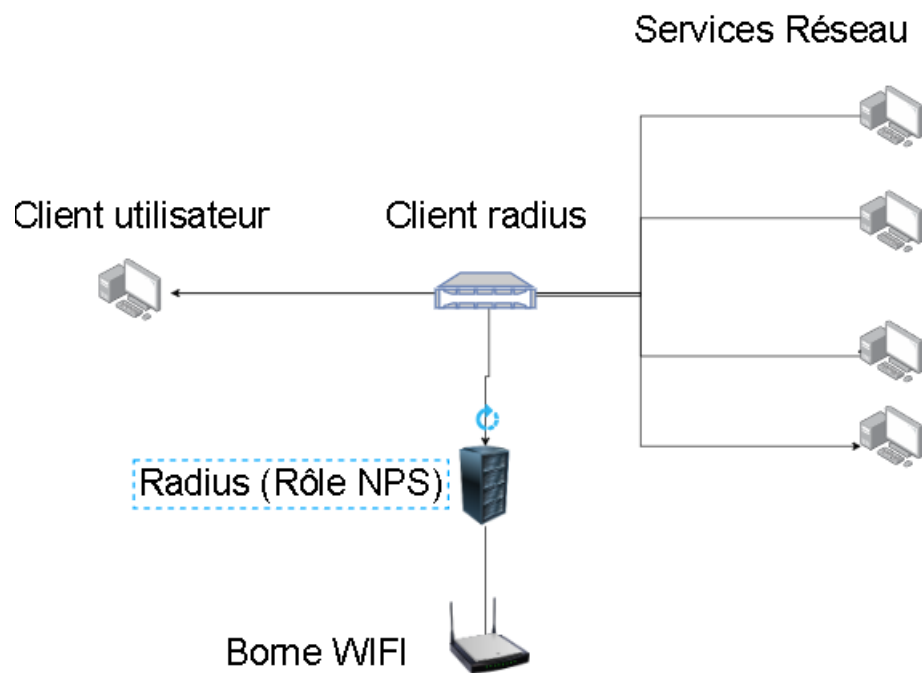 Services Réseau
Client utilisateur
Client radius
Radius (Rôle NPS)
Borne WIFI